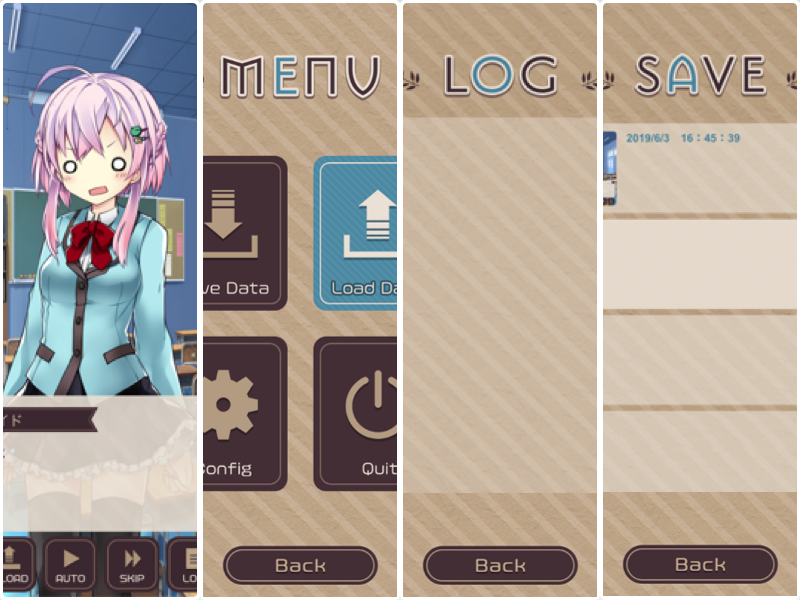 イド
LOAD
AUTO
SKIP
LO
MENU
ve Data
Load Da
Config
Quit
Back
LOG
Back
SAVE
2019/6/3 16:45:39
Back